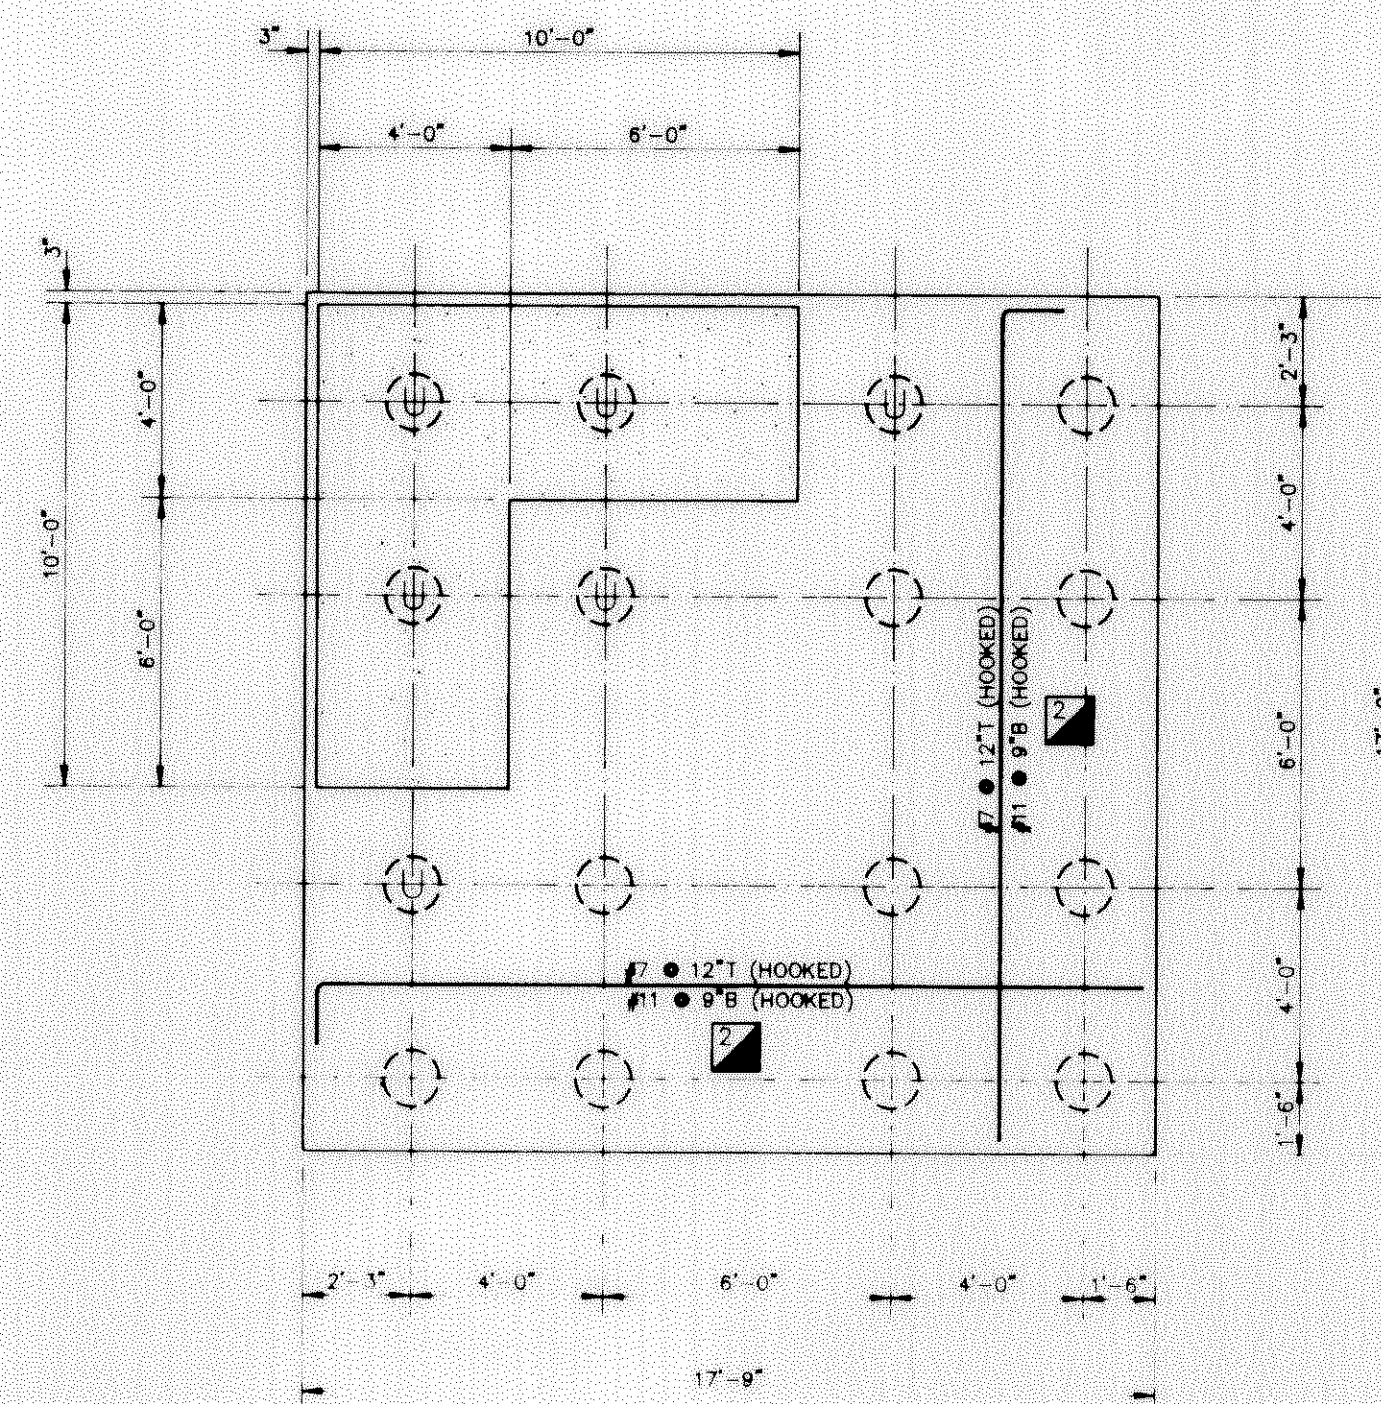 3"
10'-0"
4'-0"
6'-0"
3"
2'-3"
4'-0"
U
U
U
4'-0"
10'-0"
U
U
#7 @ 12"T (HOOKED)
#11 @ 9"B (HOOKED)
2
6'-0"
6'-0"
U
#7 @ 12"T (HOOKED)
#11 @ 9"B (HOOKED)
2
4'-0"
1'-6"
2'-3"
4' 0"
6'-0"
4'-0"
1'-6"
17'-9"